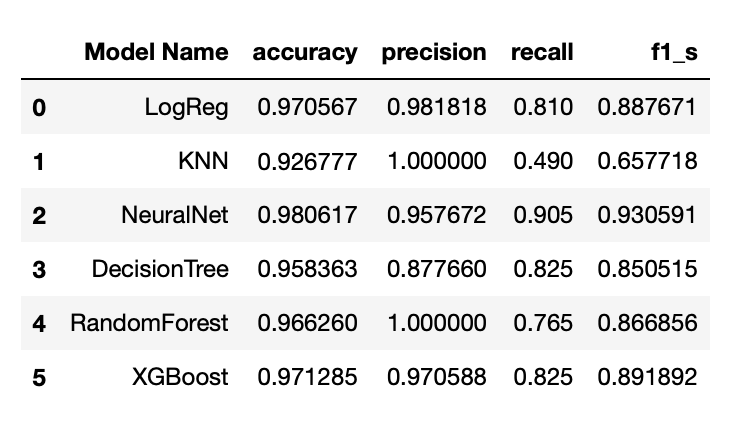 Model Name accuracy precision recall f1_s
0 LogReg 0.970567 0.981818 0.810 0.887671
1 KNN 0.926777 1.000000 0.490 0.657718
2 NeuralNet 0.980617 0.957672 0.905 0.930591
3 DecisionTree 0.958363 0.877660 0.825 0.850515
4 RandomForest 0.966260 1.000000 0.765 0.866856
5 XGBoost 0.971285 0.970588 0.825 0.891892